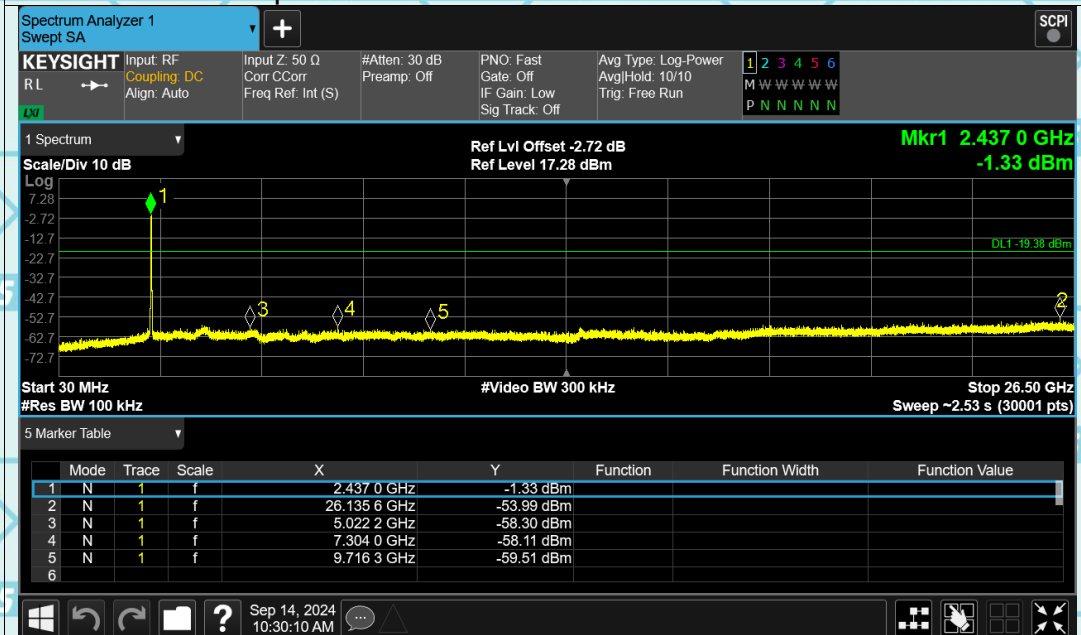 Spectrum Analyzer 1
Swept SA
+
SCPI
KEYSIGHT Input: RF Input Z: 50 Ω #Atten: 30 dB PNO: Fast Avg Type: Log-Power 1 2 3 4 5 6
R L Coupling: DC Corr CCorr Preamp: Off Gate: Off Avg|Hold: 10/10 M W W W W W
Align: Auto Freq Ref: Int (S) IF Gain: Low Trig: Free Run P N N N N N
LXI Sig Track: Off
1 Spectrum Ref Lvl Offset -2.72 dB Mkr1 2.437 0 GHz
Scale/Div 10 dB Ref Level 17.28 dBm -1.33 dBm
Log
1
7.28
-2.72
-12.7
DL1 -19.38 dBm
-22.7
-32.7
-42.7
3 4 5 2
-52.7
-62.7
-72.7
Start 30 MHz #Video BW 300 kHz Stop 26.50 GHz
#Res BW 100 kHz Sweep ~2.53 s (30001 pts)
5 Marker Table
Mode Trace Scale X Y Function Function Width Function Value
1 N 1 f 2.437 0 GHz -1.33 dBm
2 N 1 f 26.135 6 GHz -53.99 dBm
3 N 1 f 5.022 2 GHz -58.30 dBm
4 N 1 f 7.304 0 GHz -58.11 dBm
5 N 1 f 9.716 3 GHz -59.51 dBm
6
? Sep 14, 2024
10:30:10 AM